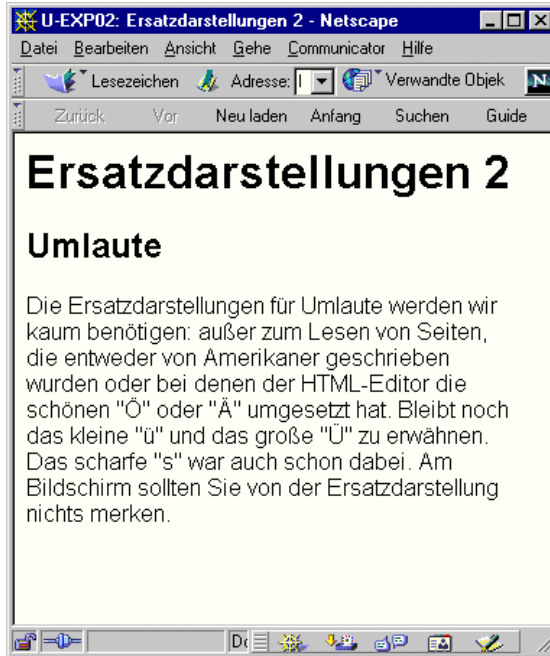 U-EXP02: Ersatzdarstellungen 2 - Netscape
Datei Bearbeiten Ansicht Gehe Communicator Hilfe
Lesezeichen Adresse: Verwandte Objek N
Zurück Vor Neu laden Anfang Suchen Guide
Ersatzdarstellungen 2
Umlaute
Die Ersatzdarstellungen für Umlaute werden wir
kaum benötigen: außer zum Lesen von Seiten,
die entweder von Amerikaner geschrieben
wurden oder bei denen der HTML-Editor die
schönen "Ö" oder "Ä" umgesetzt hat. Bleibt noch
das kleine "ü" und das große "Ü" zu erwähnen.
Das scharfe "s" war auch schon dabei. Am
Bildschirm sollten Sie von der Ersatzdarstellung
nichts merken.